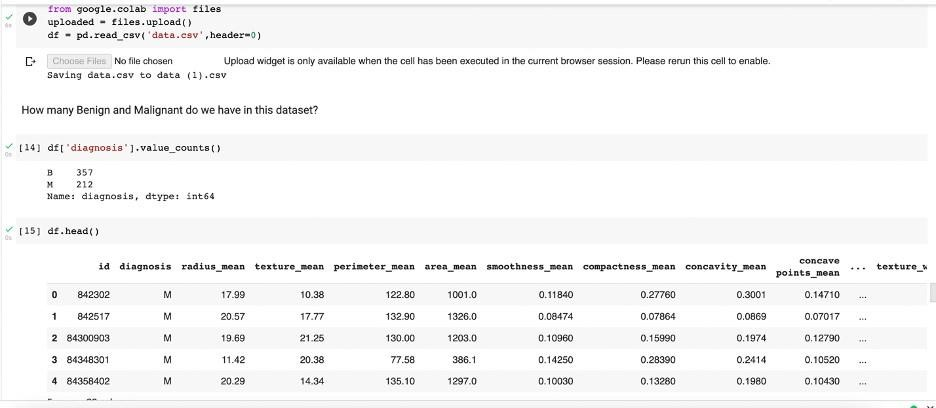 from google.colab import files
uploaded = files.upload()
df = pd.read_csv('data.csv',header=0)
Choose Files No file chosen Upload widget is only available when the cell has been executed in the current browser session. Please rerun this cell to enable.
Saving data.csv to data (1).csv
How many Benign and Malignant do we have in this dataset?
[14] df['diagnosis'].value_counts()
0s
B 357
M 212
Name: diagnosis, dtype: int64
[15] df.head()
0s
id diagnosis radius_mean texture_mean perimeter_mean area_mean smoothness_mean compactness_mean concavity_mean concave points_mean ... texture_w
0 842302 M 17.99 10.38 122.80 1001.0 0.11840 0.27760 0.3001 0.14710 ...
1 842517 M 20.57 17.77 132.90 1326.0 0.08474 0.07864 0.0869 0.07017 ...
2 84300903 M 19.69 21.25 130.00 1203.0 0.10960 0.15990 0.1974 0.12790 ...
3 84348301 M 11.42 20.38 77.58 386.1 0.14250 0.28390 0.2414 0.10520 ...
4 84358402 M 20.29 14.34 135.10 1297.0 0.10030 0.13280 0.1980 0.10430 ...